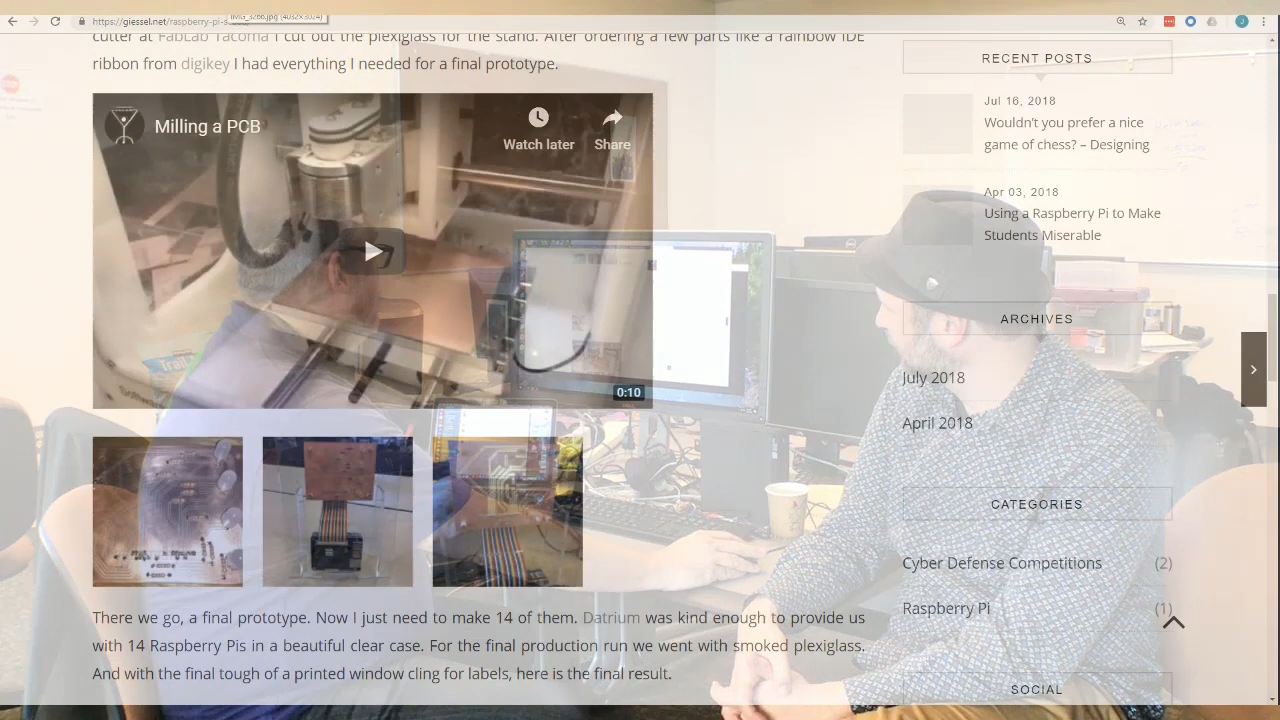 IMG_3266.jpg (4032×3024)
https://giessel.net/raspberry-pi-s
cutter at FabLab Tacoma I cut out the plexiglass for the stand. After ordering a few parts like a rainbow IDE
ribbon from digikey I had everything I needed for a final prototype.
Milling a PCB
Watch later
Share
0:10
There we go, a final prototype. Now I just need to make 14 of them. Datrium was kind enough to provide us
with 14 Raspberry Pis in a beautiful clear case. For the final production run we went with smoked plexiglass.
And with the final tough of a printed window cling for labels, here is the final result.
RECENT POSTS
Jul 16, 2018
Wouldn't you prefer a nice
game of chess? – Designing
Apr 03, 2018
Using a Raspberry Pi to Make
Students Miserable
ARCHIVES
July 2018
April 2018
CATEGORIES
Cyber Defense Competitions (2)
Raspberry Pi (1)
SOCIAL